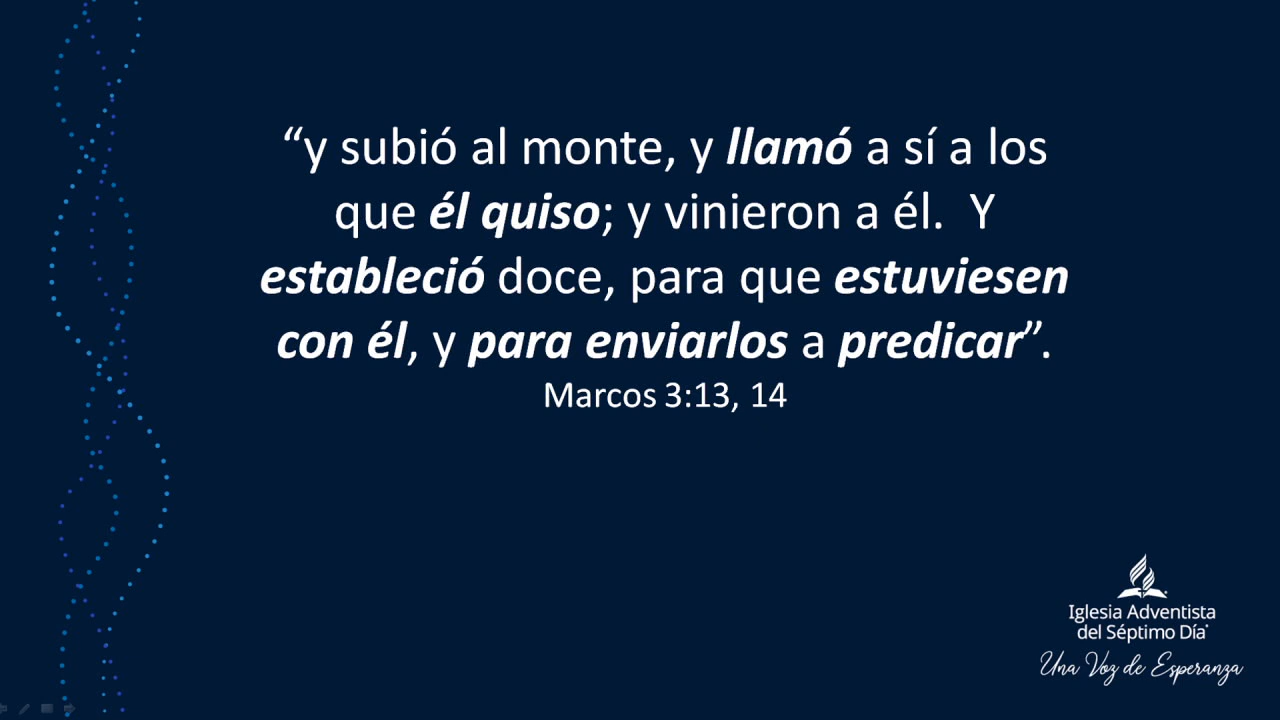 “y subió al monte, y llamó a sí a los
que él quiso; y vinieron a él.  Y
estableció doce, para que estuviesen
con él, y para enviarlos a predicar”.
Marcos 3:13, 14
Iglesia Adventista
del Séptimo Día
Una Voz de Esperanza